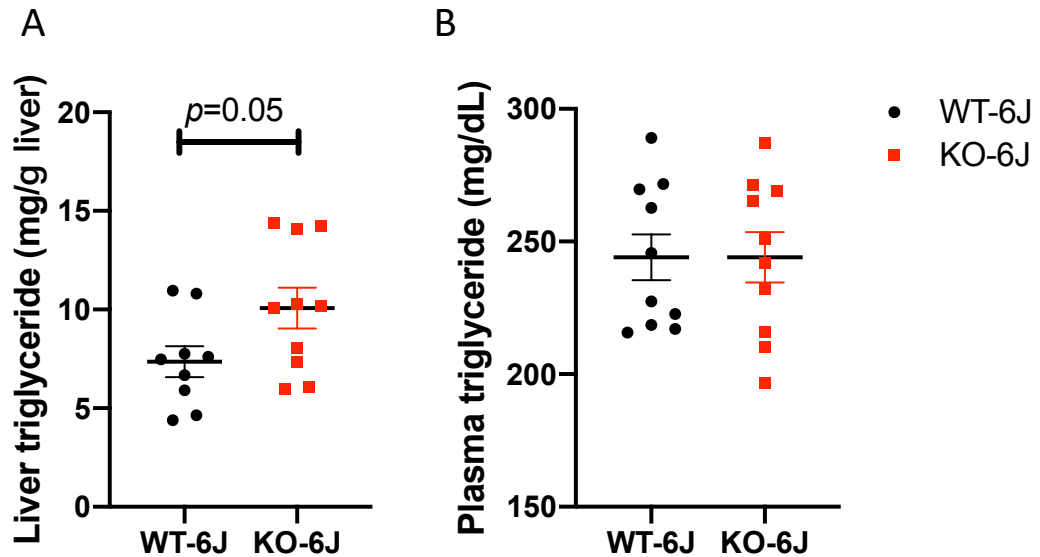 A
Liver triglyceride (mg/g liver)
20
15
10
5
0
p=0.05
WT-6J
KO-6J
B
Plasma triglyceride (mg/dL)
300
250
200
150
WT-6J
KO-6J
WT-6J
KO-6J